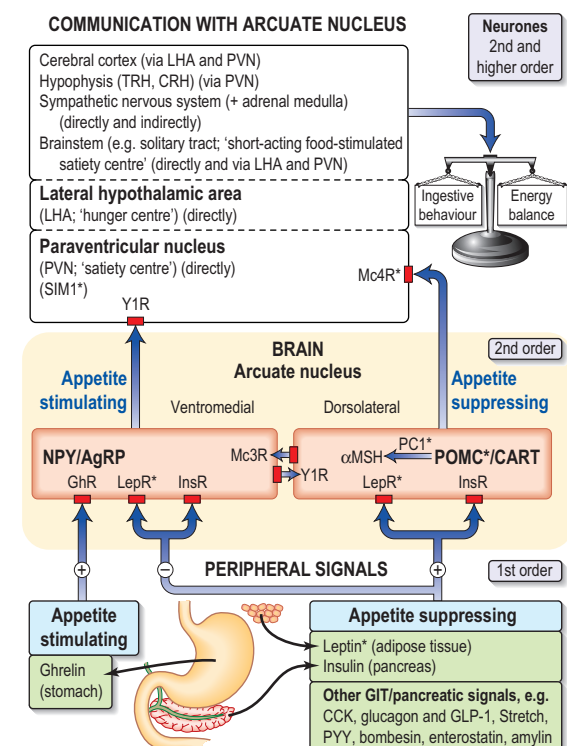 COMMUNICATION WITH ARCUATE NUCLEUS
Neurones
2nd and
higher order
Cerebral cortex (via LHA and PVN)
Hypophysis (TRH, CRH) (via PVN)
Sympathetic nervous system (+ adrenal medulla)
(directly and indirectly)
Brainstem (e.g. solitary tract; ‘short-acting food-stimulated
satiety centre’ (directly and via LHA and PVN)
Ingestive
behaviour
Energy
balance
Lateral hypothalamic area
(LHA; ‘hunger centre’) (directly)
Paraventricular nucleus
(PVN; ‘satiety centre’) (directly)
(SIM1*)
Mc4R*
Y1R
BRAIN
Arcuate nucleus
2nd order
Appetite
stimulating
Appetite
suppressing
Ventromedial
Dorsolateral
NPY/AgRP
GhR LepR* InsR
Mc3R
Y1R
αMSH
PC1*
POMC*/CART
LepR* InsR
+
−
+
PERIPHERAL SIGNALS
1st order
Appetite
stimulating
Ghrelin
(stomach)
Appetite suppressing
Leptin* (adipose tissue)
Insulin (pancreas)
Other GIT/pancreatic signals, e.g.
CCK, glucagon and GLP-1, Stretch,
PYY, bombesin, enterostatin, amylin